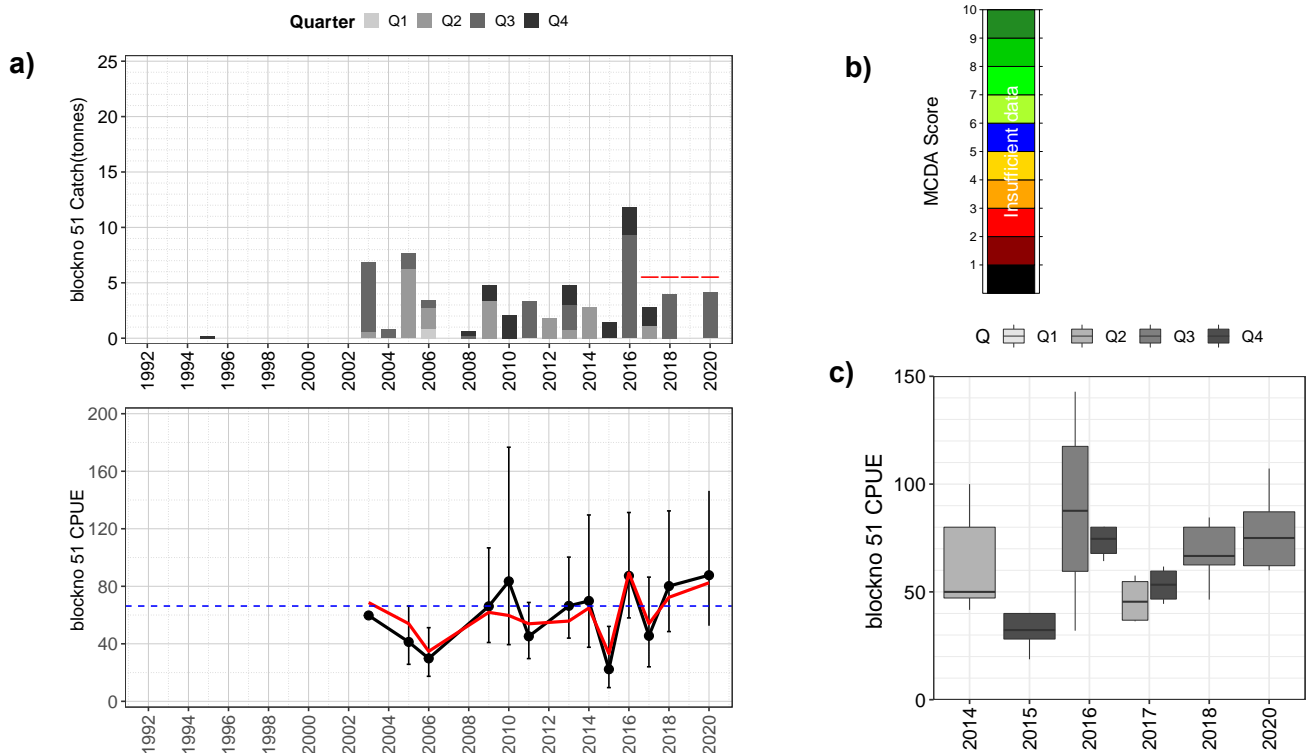 Quarter Q1 Q2 Q3 Q4
a)
blockno 51 Catch(tonnes)
25
20
15
10
5
0
1992 1994 1996 1998 2000 2002 2004 2006 2008 2010 2012 2014 2016 2018 2020
blockno 51 CPUE
200
160
120
80
40
0
1992 1994 1996 1998 2000 2002 2004 2006 2008 2010 2012 2014 2016 2018 2020
b)
MCDA Score
10
9
8
7
6
5
4
3
2
1
Insufficient data
Q Q1 Q2 Q3 Q4
c)
blockno 51 CPUE
150
100
50
0
2014 2015 2016 2017 2018 2020